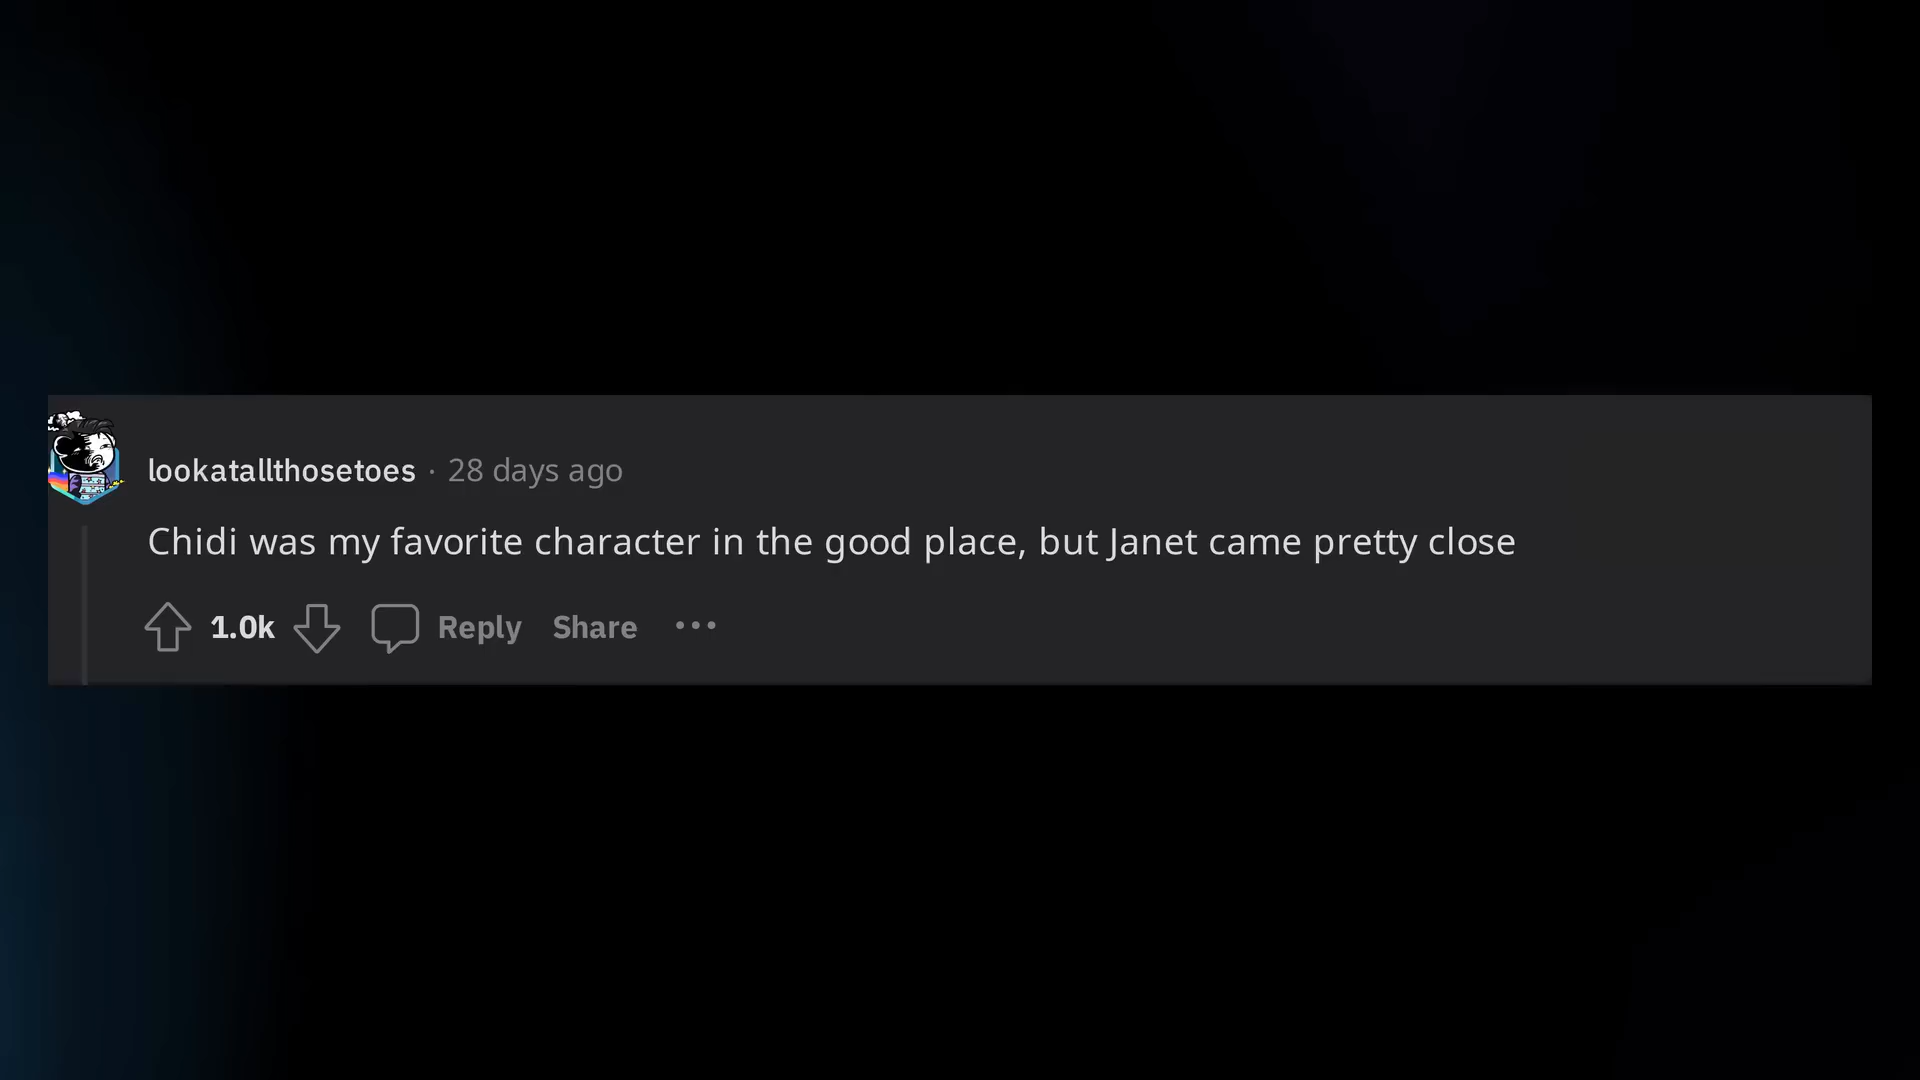 lookatallthosetoes · 28 days ago
Chidi was my favorite character in the good place, but Janet came pretty close
1.0k Reply Share ···